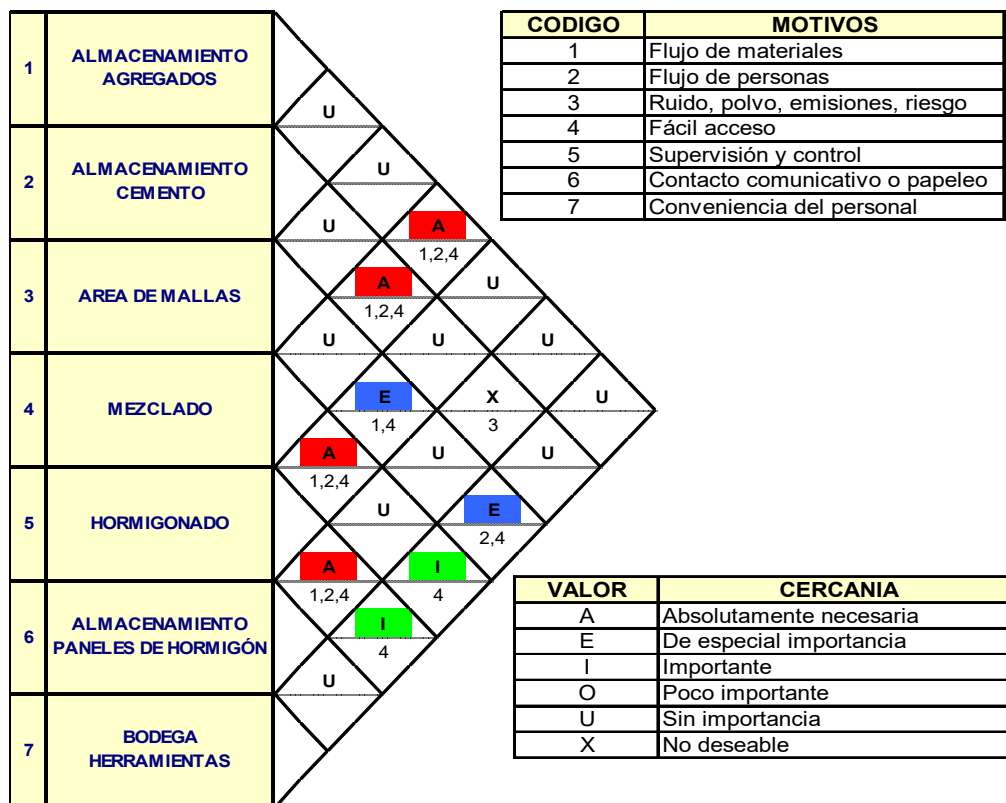 CODIGO MOTIVOS
1 Flujo de materiales
2 Flujo de personas
3 Ruido, polvo, emisiones, riesgo
4 Fácil acceso
5 Supervisión y control
6 Contacto comunicativo o papeleo
7 Conveniencia del personal
1
ALMACENAMIENTO
AGREGADOS
U
2
ALMACENAMIENTO
CEMENTO
U
U
A
1,2,4
3
AREA DE MALLAS
A
1,2,4
U
U
U
U
4
MEZCLADO
E
1,4
X
3
U
A
1,2,4
U
U
5
HORMIGONADO
U
E
2,4
A
1,2,4
I
4
6
ALMACENAMIENTO
PANELES DE HORMIGÓN
I
4
U
7
BODEGA
HERRAMIENTAS
VALOR CERCANIA
A Absolutamente necesaria
E De especial importancia
I Importante
O Poco importante
U Sin importancia
X No deseable